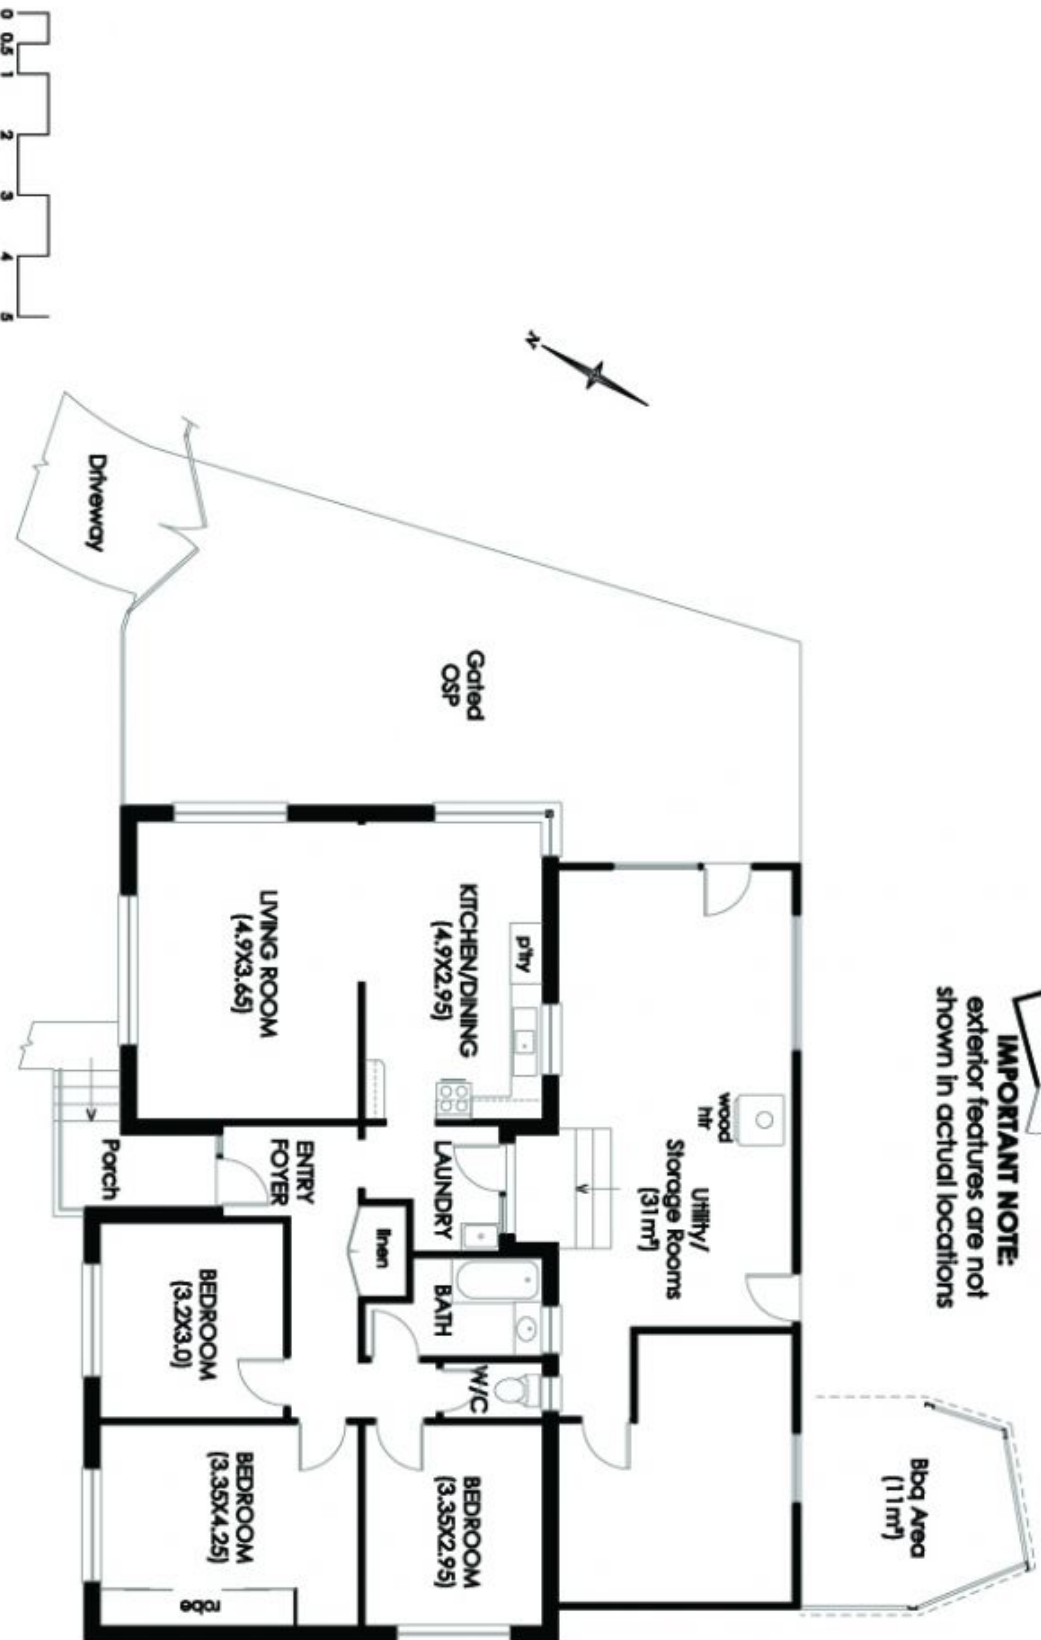 0 0.5 1 2 3 4 5
N
IMPORTANT NOTE:
exterior features are not
shown in actual locations
Driveway
Gated
OSP
KITCHEN/DINING
(4.9X2.95)
p'try
LIVING ROOM
(4.9X3.65)
wood
htr
Utility/
Storage Rooms
(31m²)
Porch
ENTRY
FOYER
LAUNDRY
linen
BATH
W/C
BEDROOM
(3.2X3.0)
BEDROOM
(3.35X4.25)
robe
BEDROOM
(3.35X2.95)
Bbq Area
(11m²)